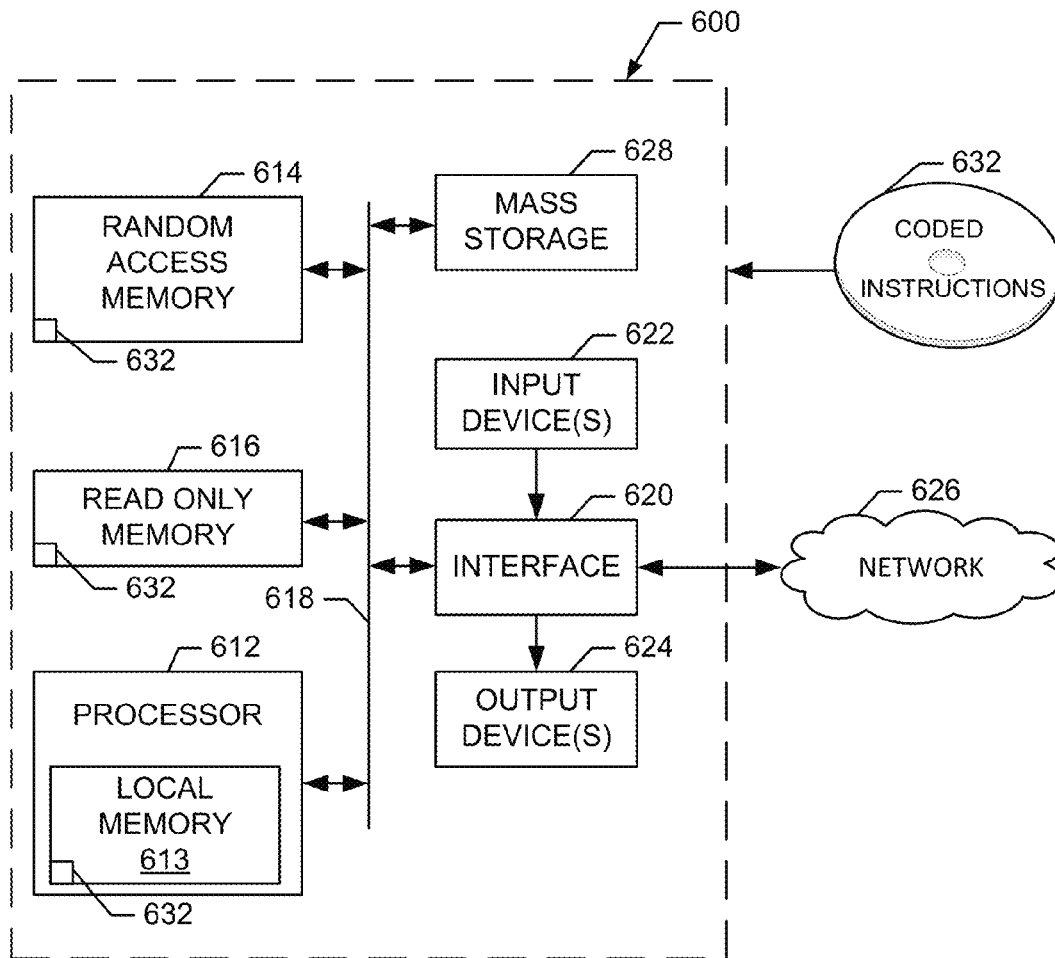 600
614
RANDOM
ACCESS
MEMORY
632
628
MASS
STORAGE
632
CODED
INSTRUCTIONS
622
INPUT
DEVICE(S)
616
READ ONLY
MEMORY
632
620
INTERFACE
626
NETWORK
618
612
PROCESSOR
LOCAL
MEMORY
613
632
624
OUTPUT
DEVICE(S)